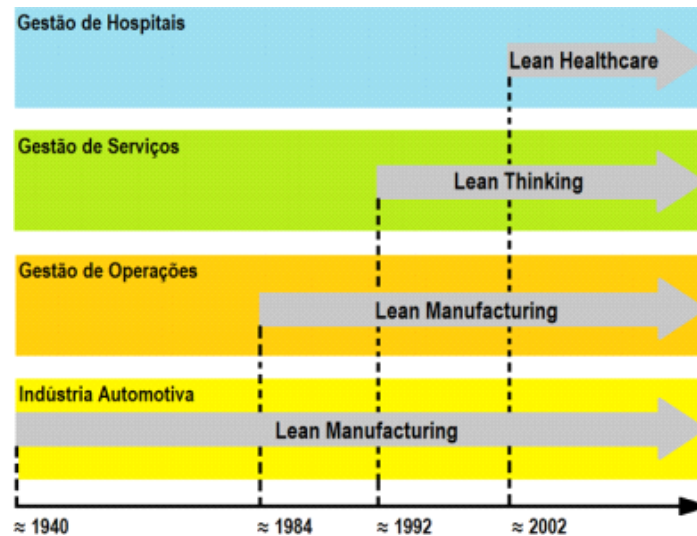 Gestão de Hospitais
Lean Healthcare
Gestão de Serviços
Lean Thinking
Gestão de Operações
Lean Manufacturing
Indústria Automotiva
Lean Manufacturing
≈ 1940 ≈ 1984 ≈ 1992 ≈ 2002